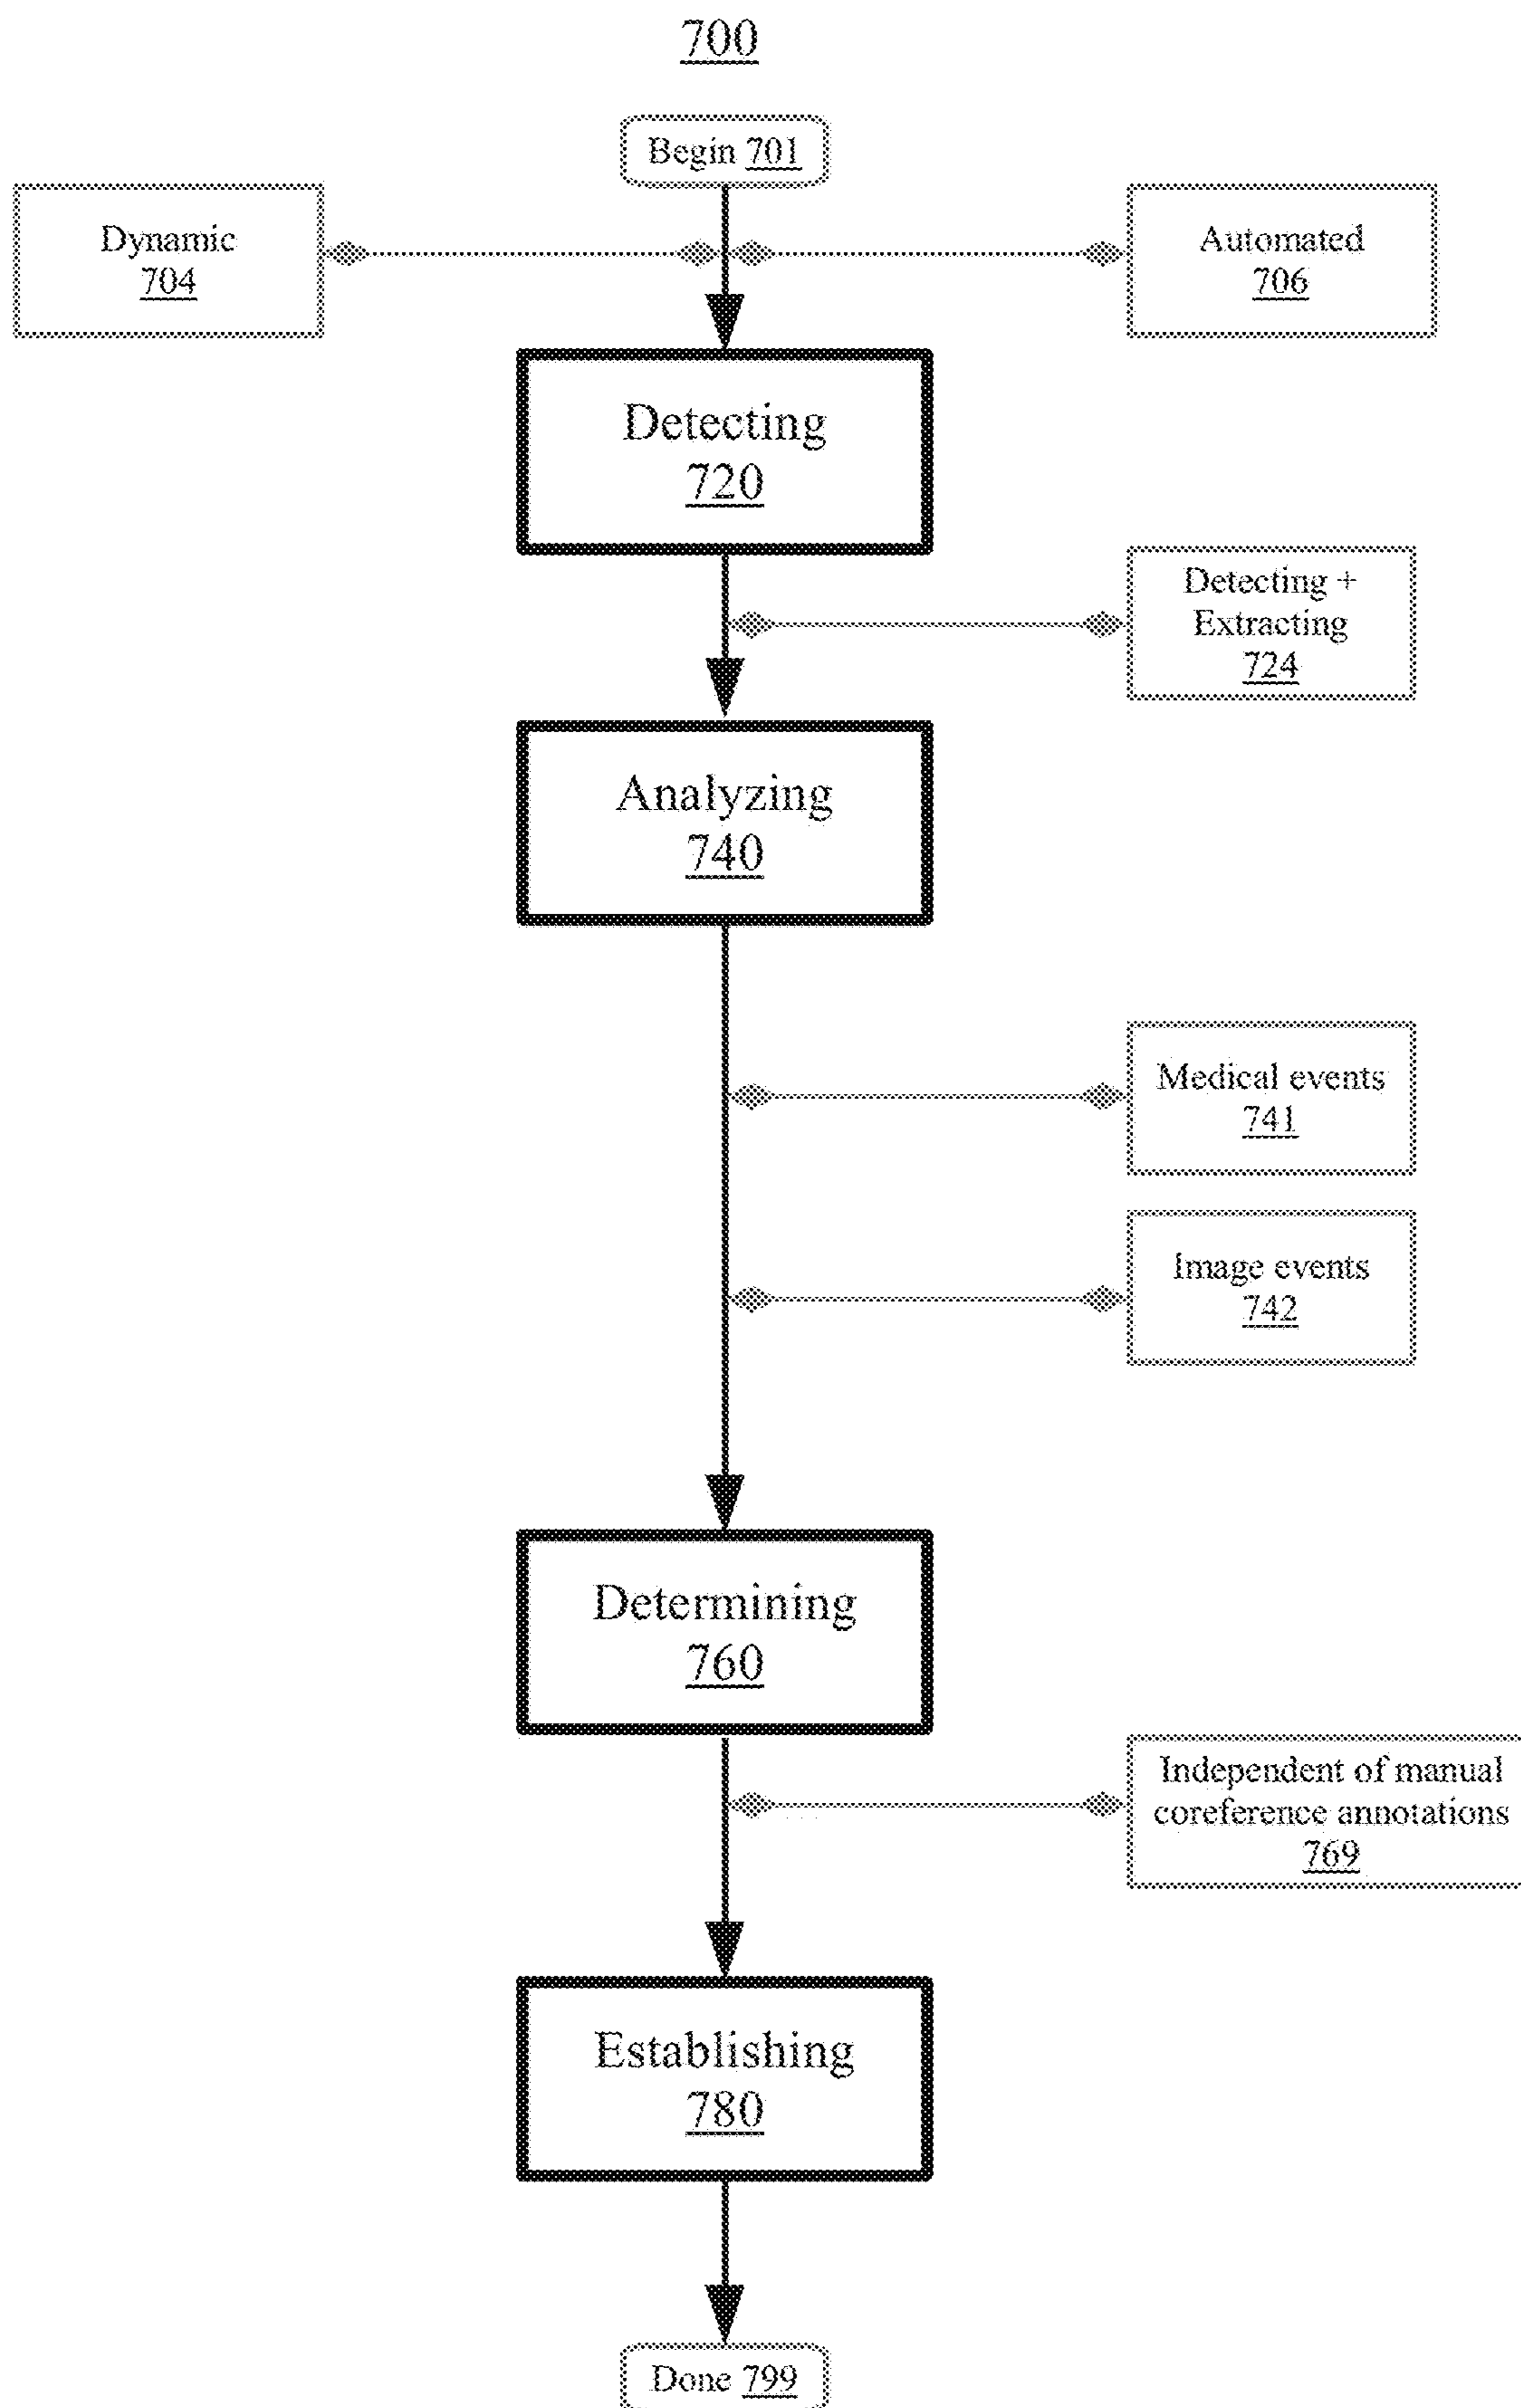 700
Begin 701
Dynamic
704
Automated
706
Detecting
720
Detecting +
Extracting
724
Analyzing
740
Medical events
741
Image events
742
Determining
760
Independent of manual
coreference annotations
769
Establishing
780
Done 799